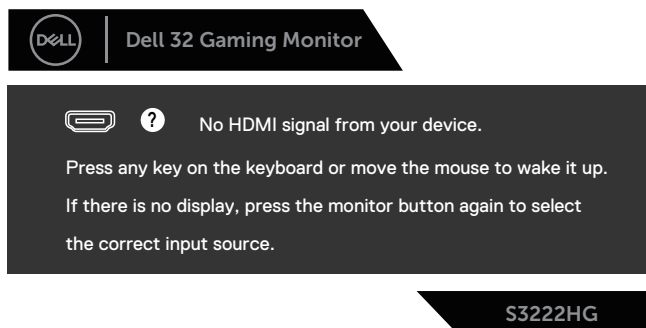 DELL
Dell 32 Gaming Monitor
? No HDMI signal from your device.
Press any key on the keyboard or move the mouse to wake it up.
If there is no display, press the monitor button again to select
the correct input source.
S3222HG